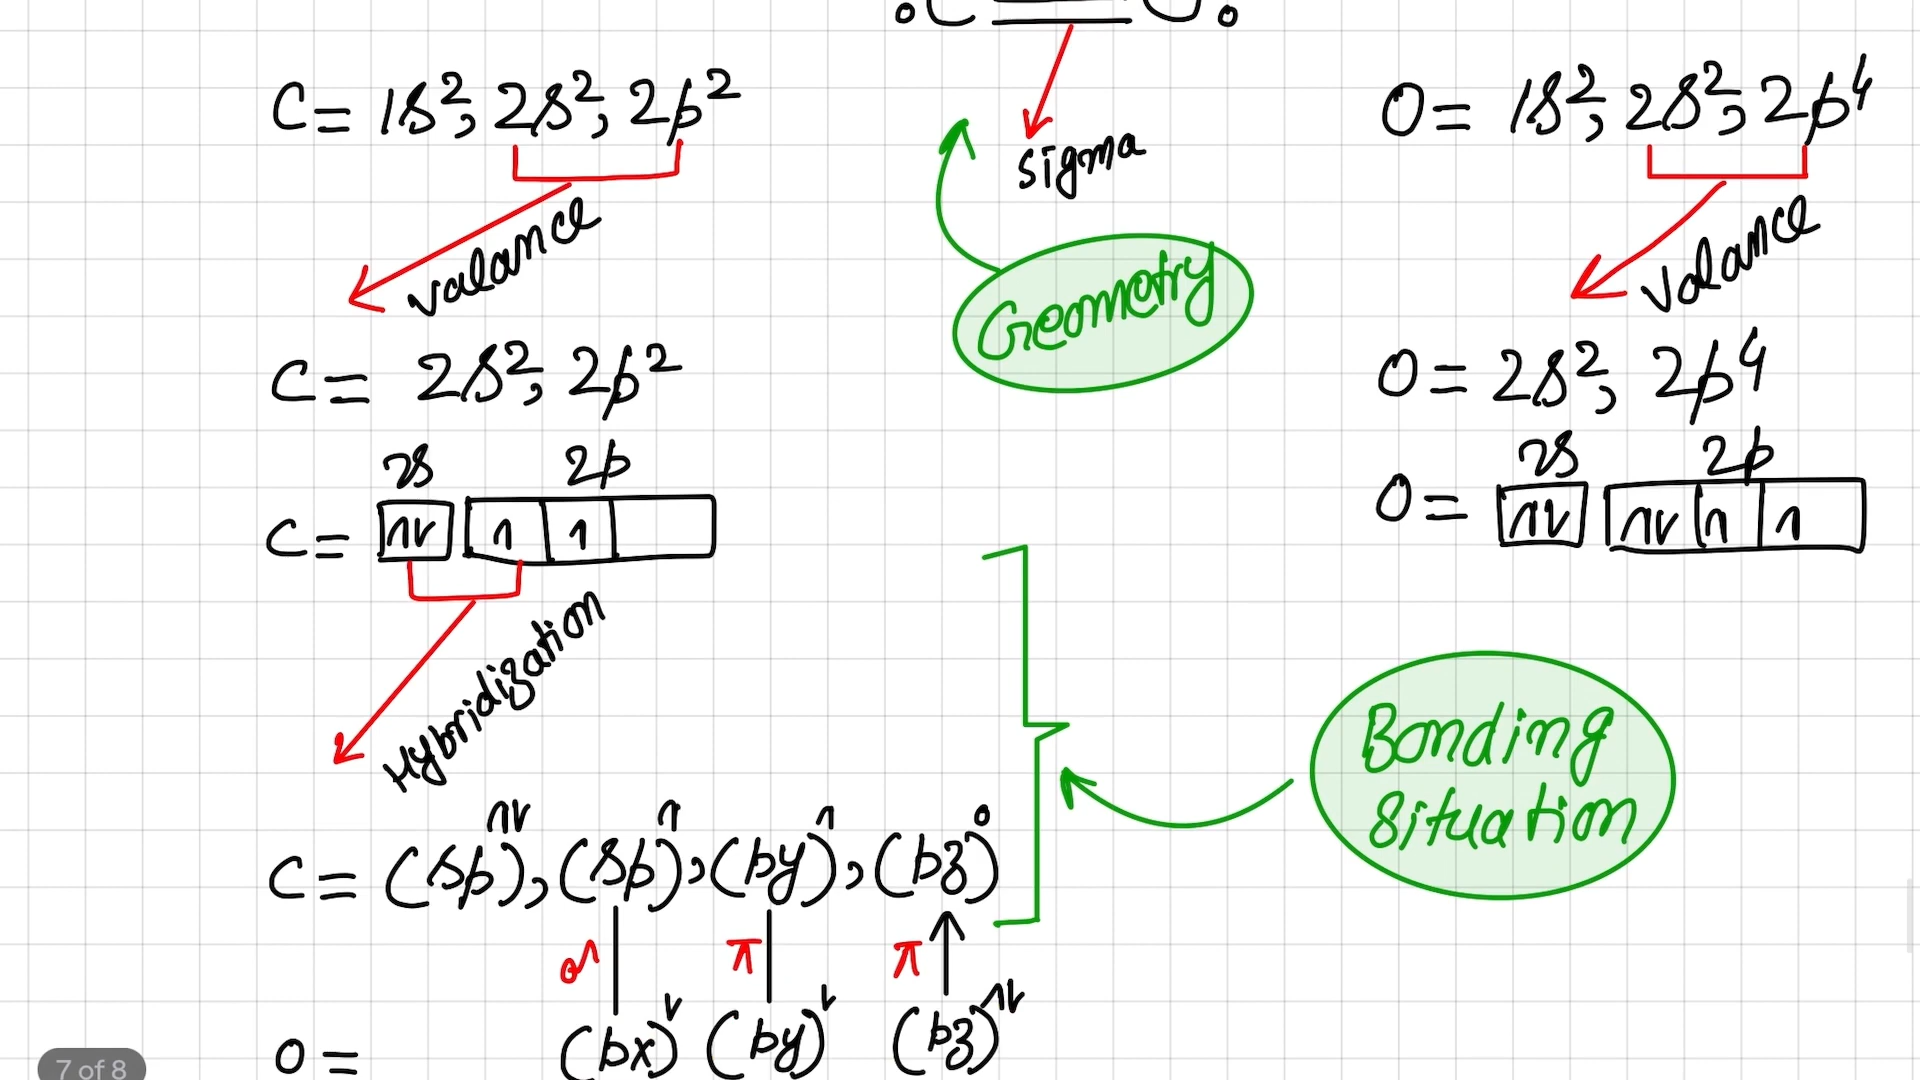 :C≡O:
C= 1s², 2s², 2p²
O= 1s², 2s², 2p⁴
sigma
valance
Geometry
valance
C= 2s², 2p²
O= 2s², 2p⁴
2s 2p
C= ↑↓ ↑ ↑
2s 2p
O= ↑↓ ↑↓ ↑ ↑
Hybridization
Bonding
Situation
C= (sp)↑↓, (sp)↑, (py)↑, (pz)⁰
σ π π
O= (px)↓ (py)↓ (pz)↑↓
7 of 8